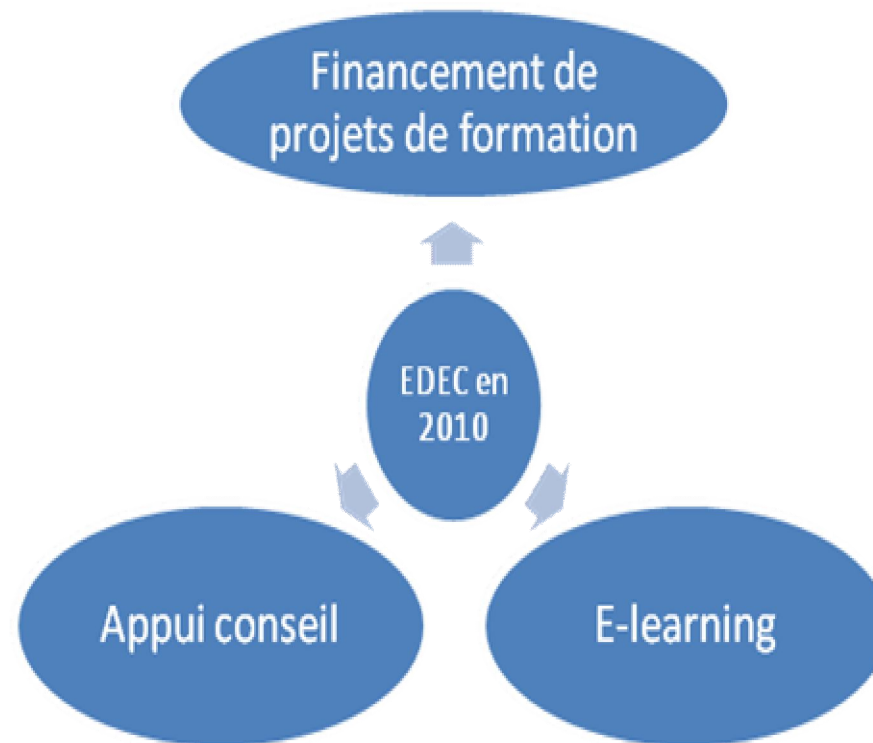 Financement de
projets de formation
EDEC en
2010
Appui conseil
E-learning